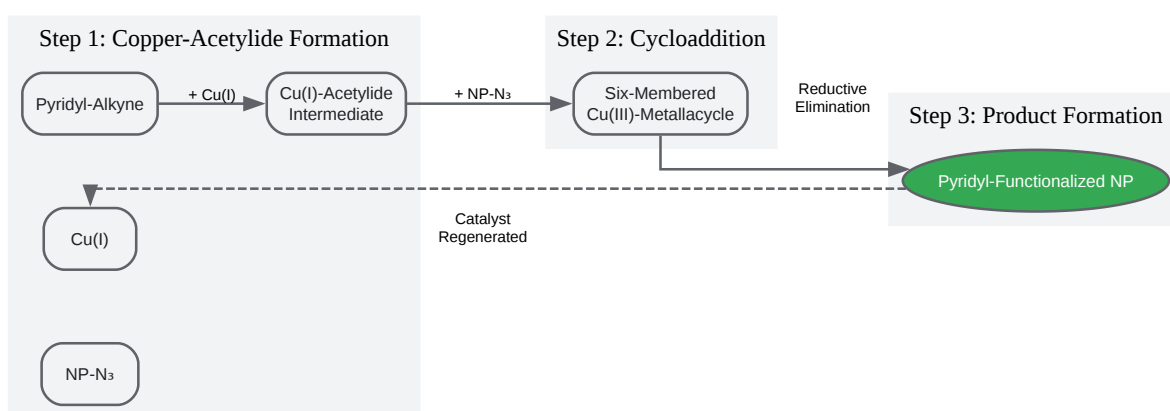 Step 1: Copper-Acetylide Formation
Pyridyl-Alkyne
+ Cu(I)
Cu(I)-Acetylide
Intermediate
+ NP-N₃
Step 2: Cycloaddition
Six-Membered
Cu(III)-Metallacycle
Reductive
Elimination
Step 3: Product Formation
Pyridyl-Functionalized NP
Catalyst
Regenerated
Cu(I)
NP-N₃